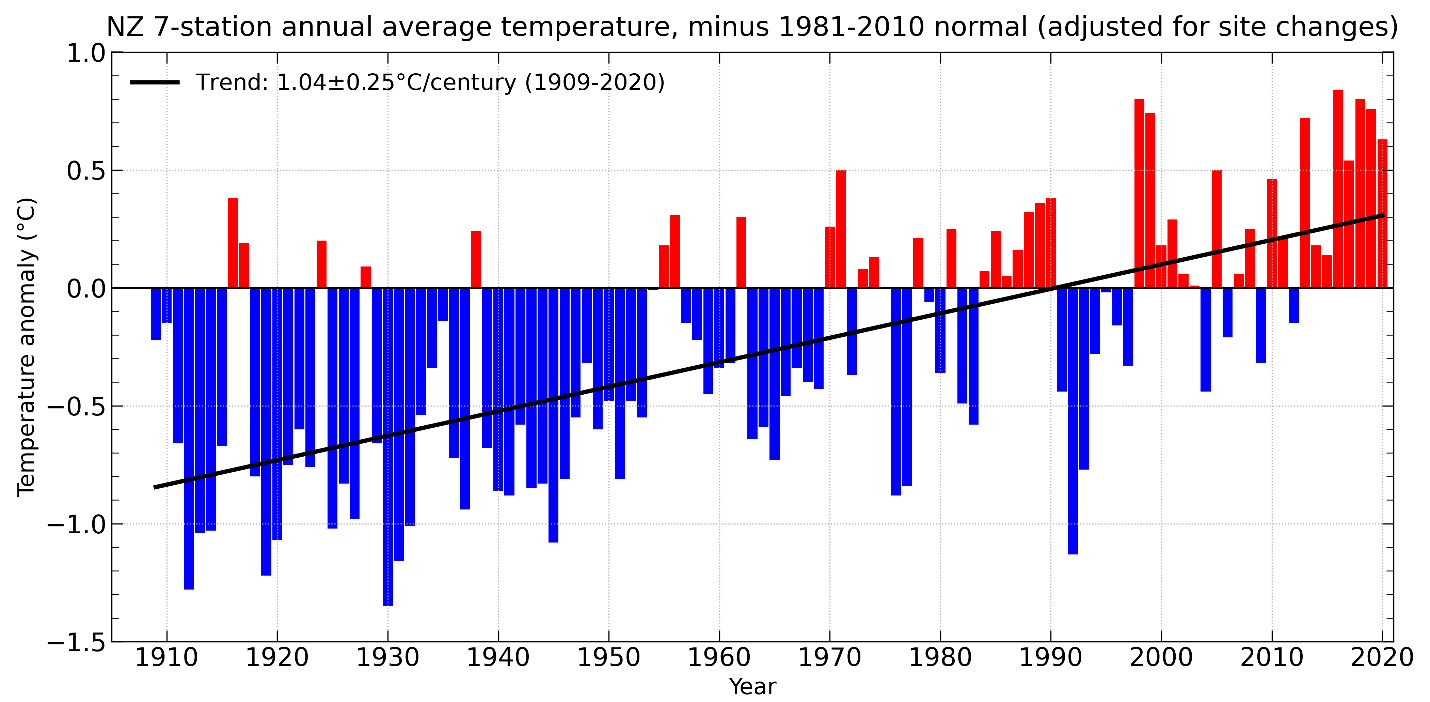 NZ 7-station annual average temperature, minus 1981-2010 normal (adjusted for site changes)
Trend: 1.04±0.25°C/century (1909-2020)
Temperature anomaly (°C)
1.0
0.5
0.0
−0.5
−1.0
−1.5
1910 1920 1930 1940 1950 1960 1970 1980 1990 2000 2010 2020
Year